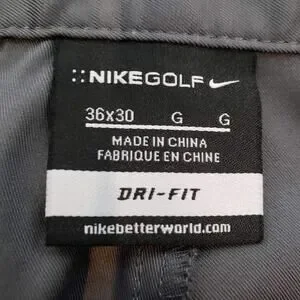 NIKEGOLF
36x30 G G
MADE IN CHINA
FABRIQUE EN CHINE
DRI-FIT
nikebetterworld.com